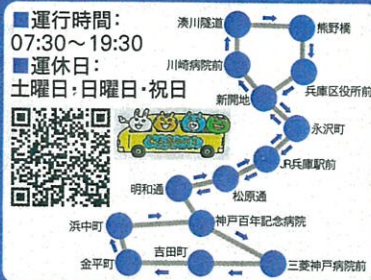 ■運行時間：
07:30～19:30
■運休日：
土曜日・日曜日・祝日
湊川隧道
熊野橋
川崎病院前
兵庫区役所前
新開地
永沢町
JR兵庫駅前
松原通
明和通
浜中町
神戸百年記念病院
吉田町
金平町
三菱神戸病院前